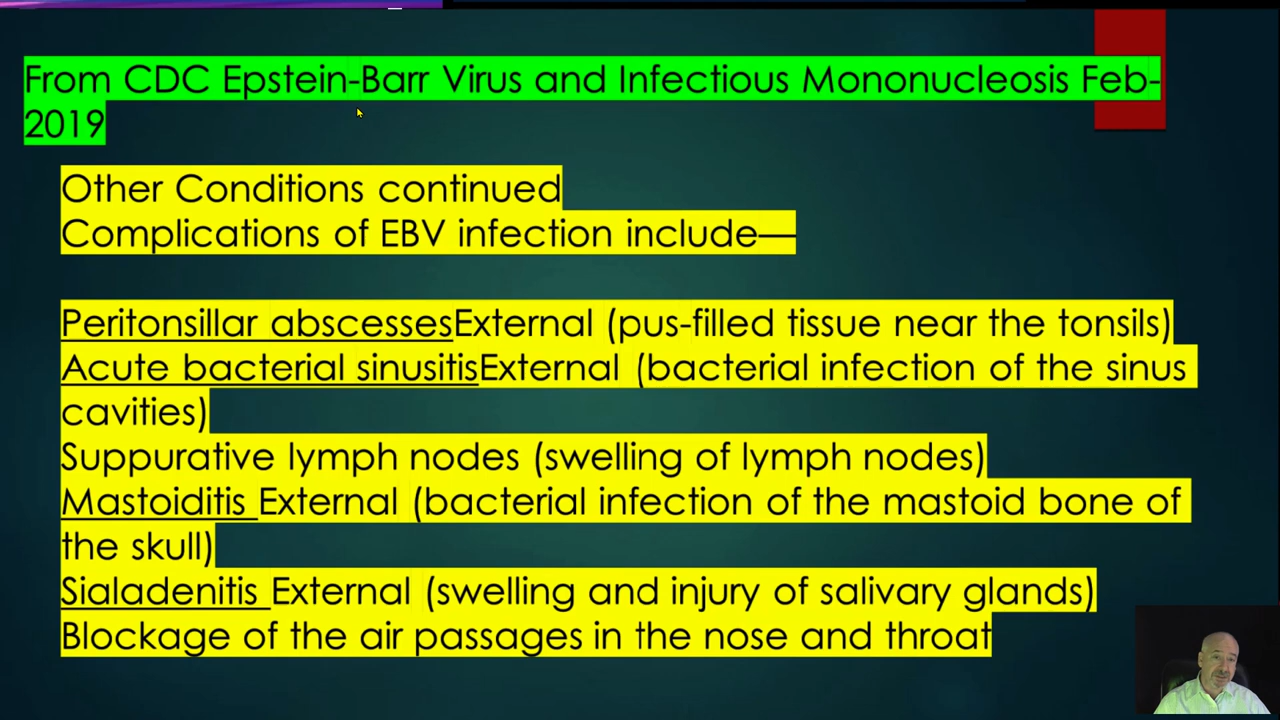 From CDC Epstein-Barr Virus and Infectious Mononucleosis Feb-
2019
Other Conditions continued
Complications of EBV infection include—
Peritonsillar abscessesExternal (pus-filled tissue near the tonsils)
Acute bacterial sinusitisExternal (bacterial infection of the sinus
cavities)
Suppurative lymph nodes (swelling of lymph nodes)
Mastoiditis External (bacterial infection of the mastoid bone of
the skull)
Sialadenitis External (swelling and injury of salivary glands)
Blockage of the air passages in the nose and throat